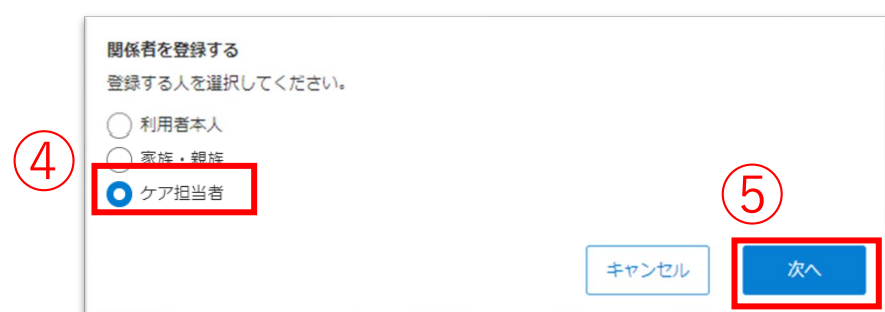 関係者を登録する
登録する人を選択してください。
利用者本人
④
家族・親族
ケア担当者
⑤
キャンセル
次へ